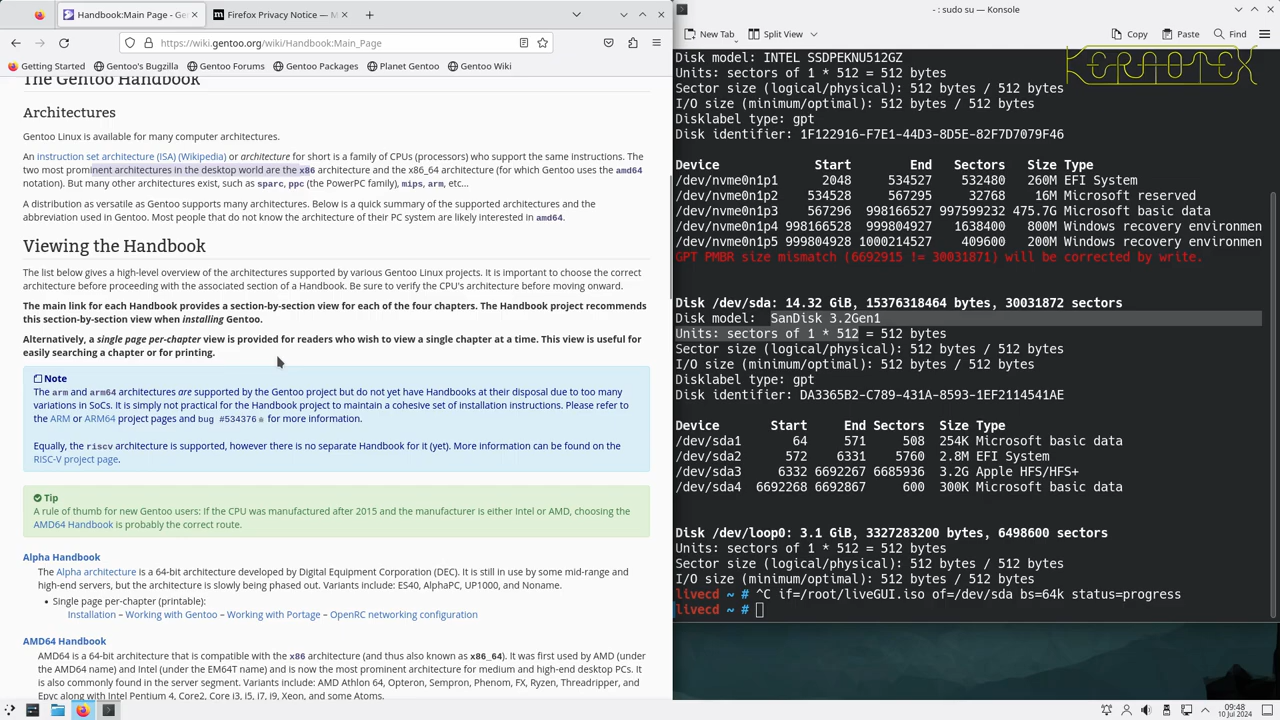 Handbook:Main Page - Ge
Firefox Privacy Notice — M
https://wiki.gentoo.org/wiki/Handbook:Main_Page
Getting Started
Gentoo's Bugzilla
Gentoo Forums
Gentoo Packages
Planet Gentoo
Gentoo Wiki
The Gentoo Handbook
Architectures
Gentoo Linux is available for many computer architectures.
An instruction set architecture (ISA) (Wikipedia) or architecture for short is a family of CPUs (processors) who support the same instructions. The
two most prominent architectures in the desktop world are the x86 architecture and the x86_64 architecture (for which Gentoo uses the amd64
notation). But many other architectures exist, such as sparc, ppc (the PowerPC family), mips, arm, etc...
A distribution as versatile as Gentoo supports many architectures. Below is a quick summary of the supported architectures and the
abbreviation used in Gentoo. Most people that do not know the architecture of their PC system are likely interested in amd64.
Viewing the Handbook
The list below gives a high-level overview of the architectures supported by various Gentoo Linux projects. It is important to choose the correct
architecture before proceeding with the associated section of a Handbook. Be sure to verify the CPU's architecture before moving onward.
The main link for each Handbook provides a section-by-section view for each of the four chapters. The Handbook project recommends
this section-by-section view when installing Gentoo.
Alternatively, a single page per-chapter view is provided for readers who wish to view a single chapter at a time. This view is useful for
easily searching a chapter or for printing.
Note
The arm and arm64 architectures are supported by the Gentoo project but do not yet have Handbooks at their disposal due to too many
variations in SoCs. It is simply not practical for the Handbook project to maintain a cohesive set of installation instructions. Please refer to
the ARM or ARM64 project pages and bug #534376 for more information.
Equally, the riscv architecture is supported, however there is no separate Handbook for it (yet). More information can be found on the
RISC-V project page.
Tip
A rule of thumb for new Gentoo users: If the CPU was manufactured after 2015 and the manufacturer is either Intel or AMD, choosing the
AMD64 Handbook is probably the correct route.
Alpha Handbook
The Alpha architecture is a 64-bit architecture developed by Digital Equipment Corporation (DEC). It is still in use by some mid-range and
high-end servers, but the architecture is slowly being phased out. Variants include: ES40, AlphaPC, UP1000, and Noname.
• Single page per-chapter (printable):
Installation – Working with Gentoo – Working with Portage – OpenRC networking configuration
AMD64 Handbook
AMD64 is a 64-bit architecture that is compatible with the x86 architecture (and thus also known as x86_64). It was first used by AMD (under
the AMD64 name) and Intel (under the EM64T name) and is now the most prominent architecture for medium and high-end desktop PCs. It
is also commonly found in the server segment. Variants include: AMD Athlon 64, Opteron, Sempron, Phenom, FX, Ryzen, Threadripper, and
Epyc along with Intel Pentium 4, Core2, Core i3, i5, i7, i9, Xeon, and some Atoms.
- : sudo su — Konsole
New Tab
Split View
Copy
Paste
Find
KERAOTEX
Disk model: INTEL SSDPEKNU512GZ
Units: sectors of 1 * 512 = 512 bytes
Sector size (logical/physical): 512 bytes / 512 bytes
I/O size (minimum/optimal): 512 bytes / 512 bytes
Disklabel type: gpt
Disk identifier: 1F122916-F7E1-44D3-8D5E-82F7D7079F46
Device Start End Sectors Size Type
/dev/nvme0n1p1 2048 534527 532480 260M EFI System
/dev/nvme0n1p2 534528 567295 32768 16M Microsoft reserved
/dev/nvme0n1p3 567296 998166527 997599232 475.7G Microsoft basic data
/dev/nvme0n1p4 998166528 999804927 1638400 800M Windows recovery environmen
/dev/nvme0n1p5 999804928 1000214527 409600 200M Windows recovery environmen
GPT PMBR size mismatch (6692915 != 30031871) will be corrected by write.
Disk /dev/sda: 14.32 GiB, 15376318464 bytes, 30031872 sectors
Disk model: SanDisk 3.2Gen1
Units: sectors of 1 * 512 = 512 bytes
Sector size (logical/physical): 512 bytes / 512 bytes
I/O size (minimum/optimal): 512 bytes / 512 bytes
Disklabel type: gpt
Disk identifier: DA3365B2-C789-431A-8593-1EF2114541AE
Device Start End Sectors Size Type
/dev/sda1 64 571 508 254K Microsoft basic data
/dev/sda2 572 6331 5760 2.8M EFI System
/dev/sda3 6332 6692267 6685936 3.2G Apple HFS/HFS+
/dev/sda4 6692268 6692867 600 300K Microsoft basic data
Disk /dev/loop0: 3.1 GiB, 3327283200 bytes, 6498600 sectors
Units: sectors of 1 * 512 = 512 bytes
Sector size (logical/physical): 512 bytes / 512 bytes
I/O size (minimum/optimal): 512 bytes / 512 bytes
livecd ~ # ^C if=/root/liveGUI.iso of=/dev/sda bs=64k status=progress
livecd ~ #
09:48
10 Jul 2024